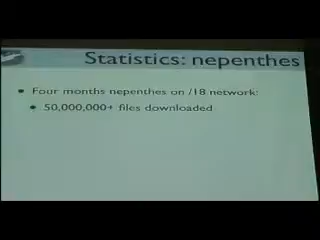 Statistics: nepenthes
Four months nepenthes on /18 network:
50,000,000+ files downloaded